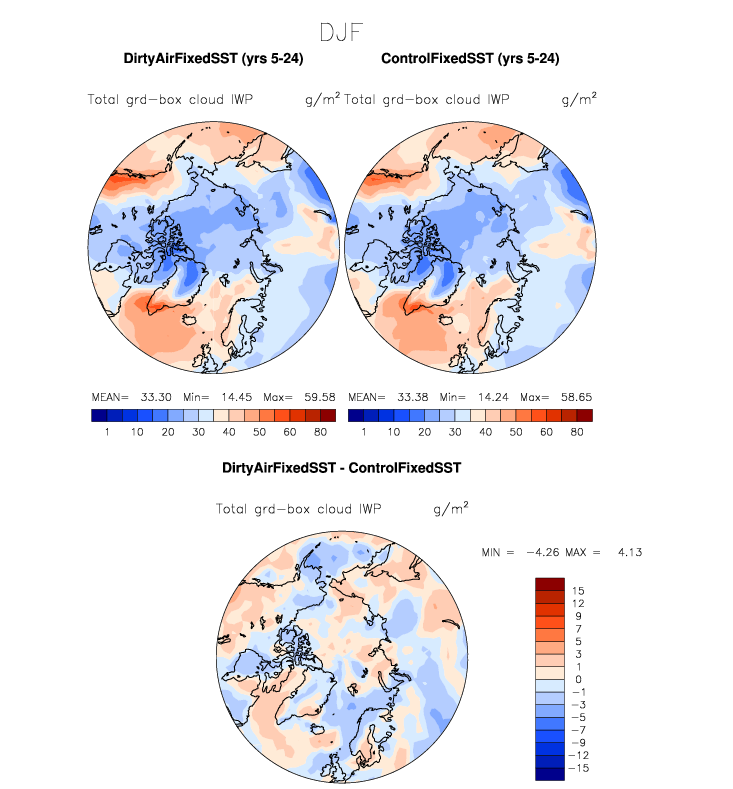 DJF
DirtyAirFixedSST (yrs 5-24)
ControlFixedSST (yrs 5-24)
Total grd-box cloud IWP g/m²
Total grd-box cloud IWP g/m²
MEAN= 33.30 Min= 14.45 Max= 59.58
1 10 20 30 40 50 60 80
MEAN= 33.38 Min= 14.24 Max= 58.65
1 10 20 30 40 50 60 80
DirtyAirFixedSST - ControlFixedSST
Total grd-box cloud IWP g/m²
MIN = -4.26 MAX = 4.13
15
12
9
7
5
3
1
0
-1
-3
-5
-7
-9
-12
-15